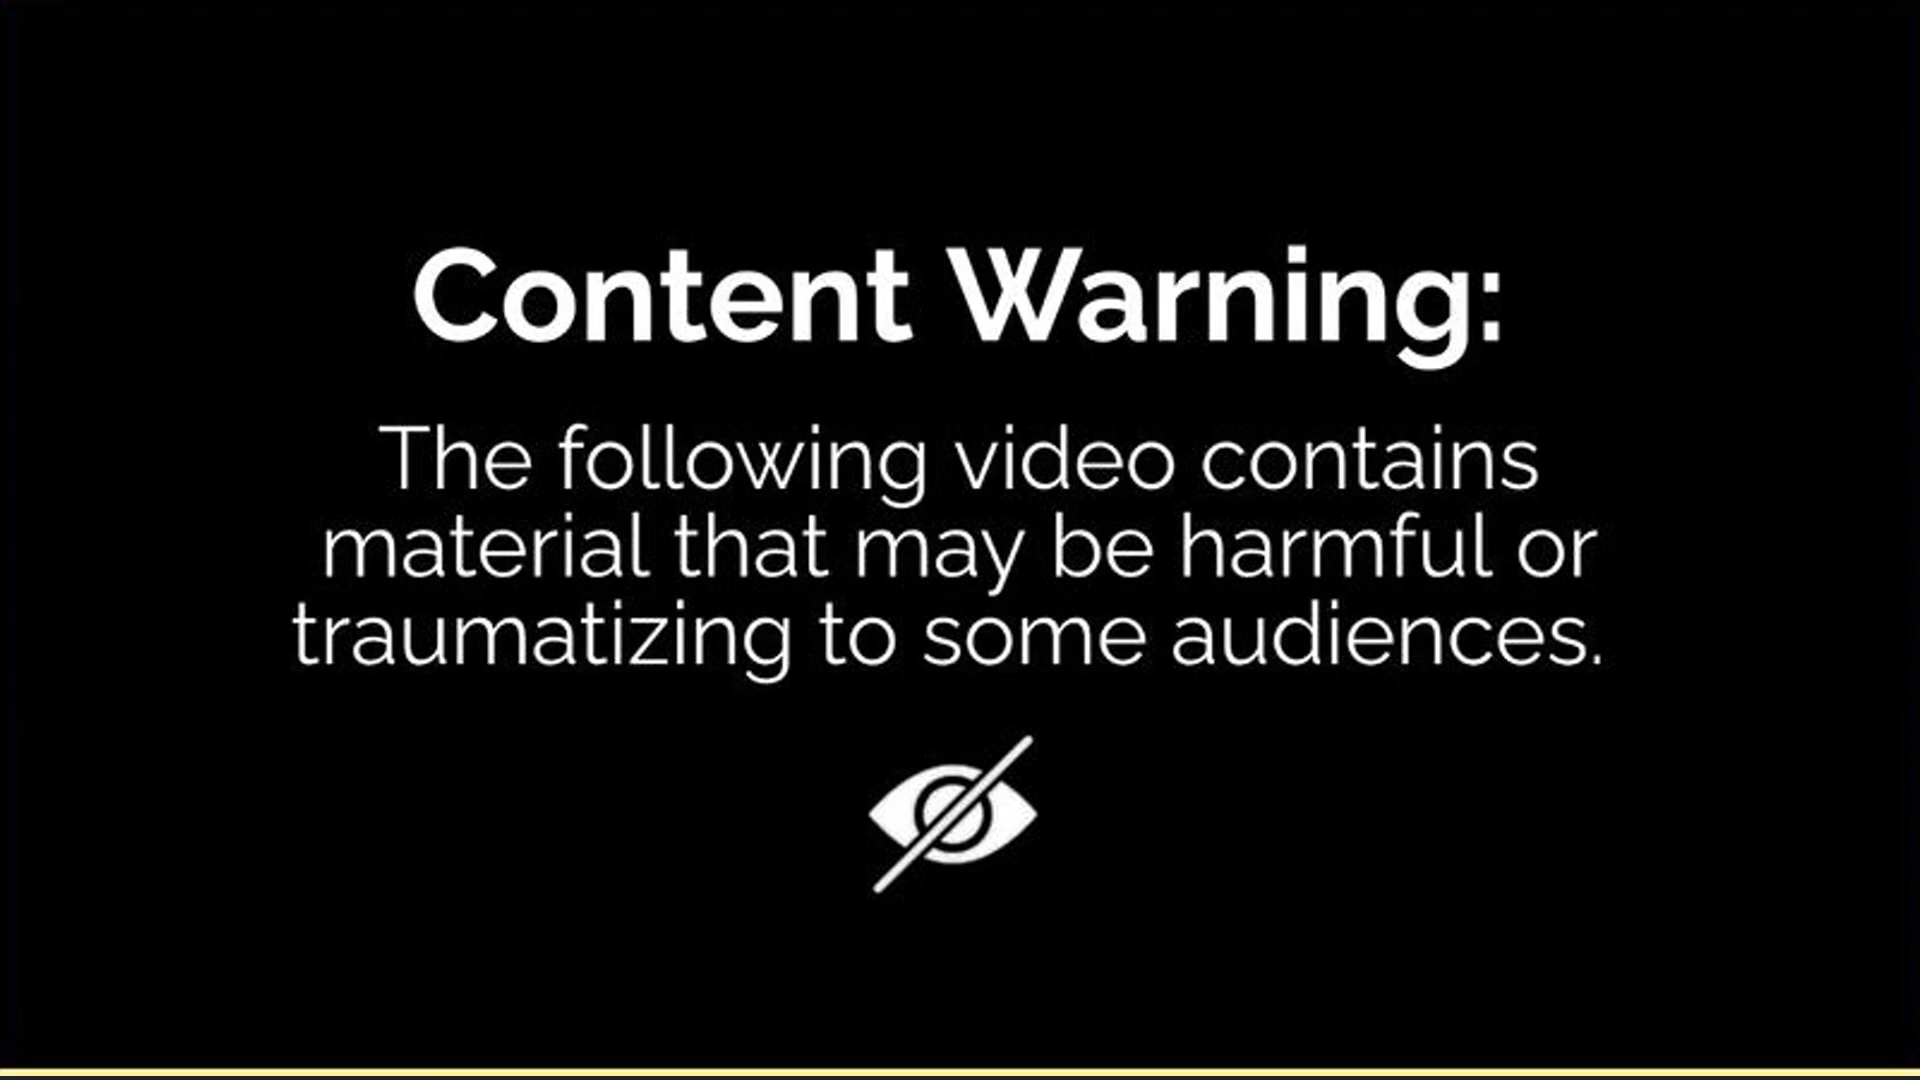 Content Warning:
The following video contains
material that may be harmful or
traumatizing to some audiences.